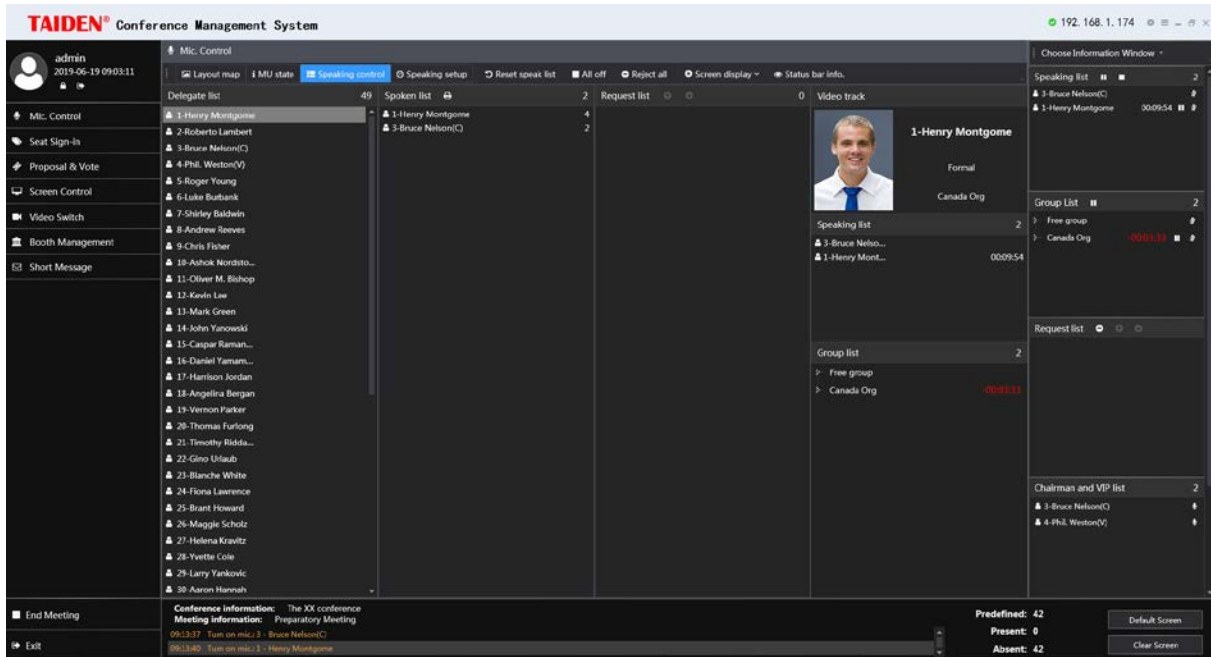 TAIDEN® Conference Management System
192. 168. 1. 174
admin
2019-06-19 09:03:11
Mic. Control
Seat Sign-in
Proposal & Vote
Screen Control
Video Switch
Booth Management
Short Message
End Meeting
Exit
Mic. Control
Layout map
MU state
Speaking control
Speaking setup
Reset speak list
All off
Reject all
Screen display
Status bar info.
Delegate list 49
1-Henry Montgome
2-Roberto Lambert
3-Bruce Nelson(C)
4-Phil. Weston(V)
5-Roger Young
6-Luke Burbank
7-Shirley Baldwin
8-Andrew Reeves
9-Chris Fisher
10-Ashok Nordsto...
11-Oliver M. Bishop
12-Kevin Lee
13-Mark Green
14-John Yanowski
15-Caspar Raman...
16-Daniel Yamam...
17-Harrison Jordan
18-Angelina Bergan
19-Vernon Parker
20-Thomas Furlong
21-Timothy Ridda...
22-Gino Urlaub
23-Blanche White
24-Fiona Lawrence
25-Brant Howard
26-Maggie Scholz
27-Helena Kravitz
28-Yvette Cole
29-Larry Yankovic
30-Aaron Hannah
Spoken list 2
1-Henry Montgome 4
3-Bruce Nelson(C) 2
Request list 0
Video track
1-Henry Montgome
Formal
Canada Org
Speaking list 2
3-Bruce Nelso...
1-Henry Mont... 00:09:54
Group list 2
Free group
Canada Org -00:01:33
Choose Information Window
Speaking list 2
3-Bruce Nelson(C)
1-Henry Montgome 00:09:54
Group List 2
Free group
Canada Org -00:01:33
Request list
Chairman and VIP list 2
3-Bruce Nelson(C)
4-Phil. Weston(V)
Conference information: The XX conference
Meeting information: Preparatory Meeting
09:13:37 Turn on mic.: 3 - Bruce Nelson(C)
09:13:40 Turn on mic.: 1 - Henry Montgome
Predefined: 42
Present: 0
Absent: 42
Default Screen
Clear Screen